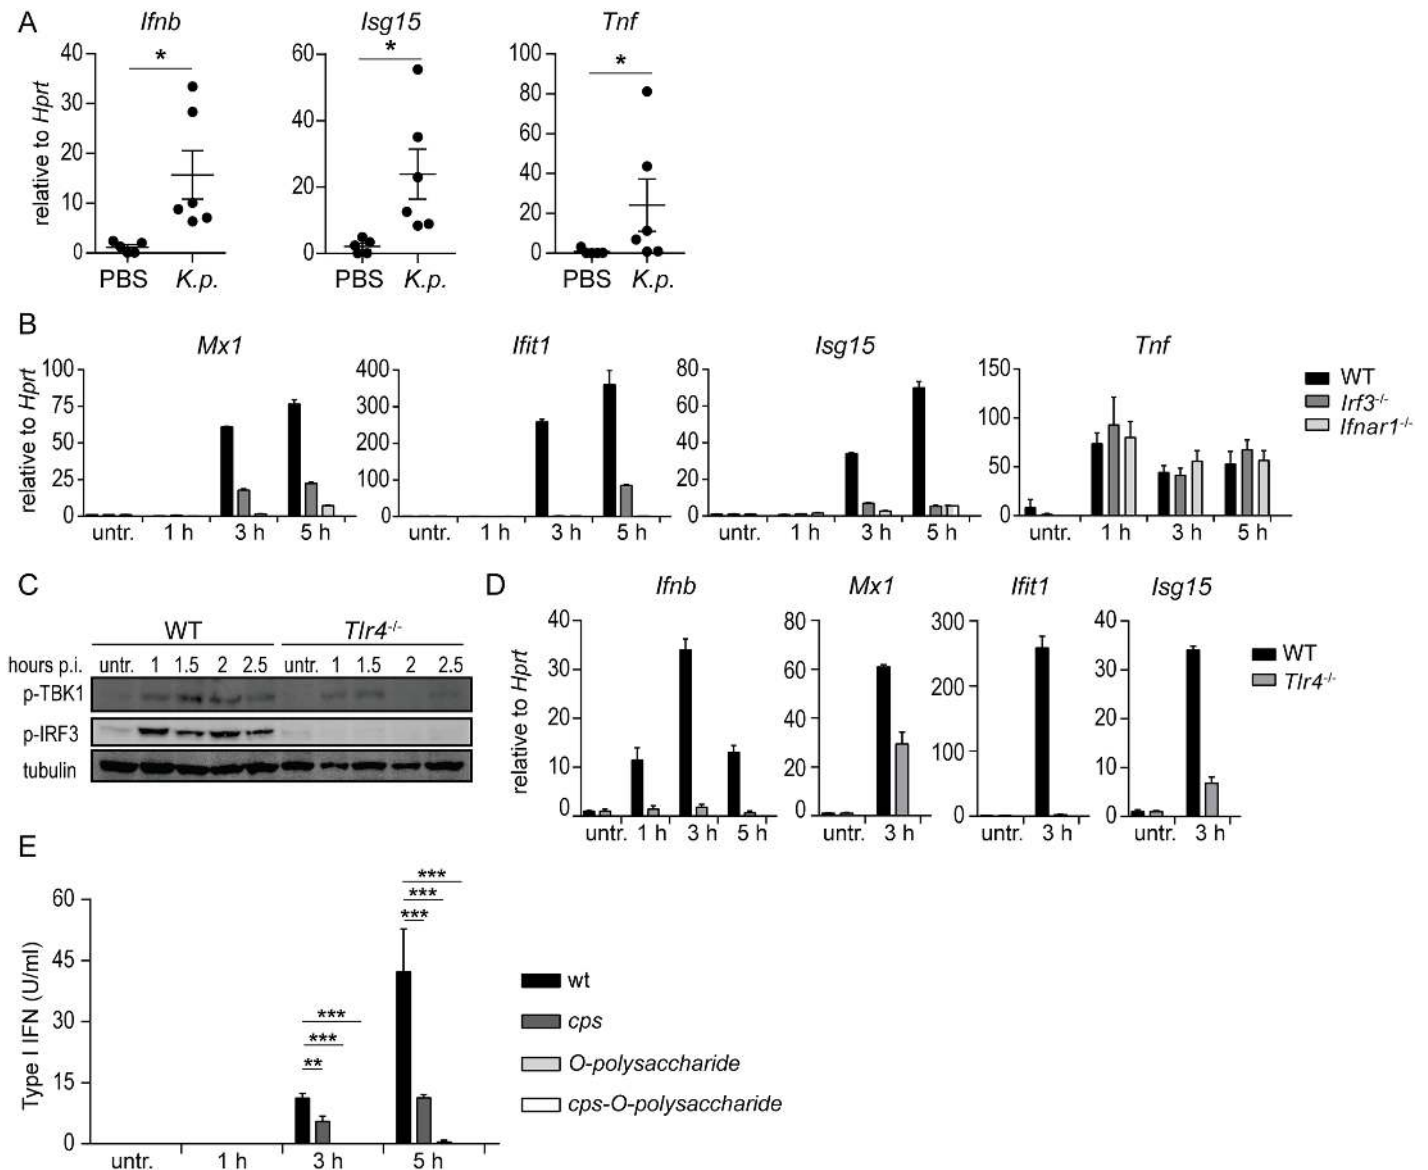 A
Ifnb
Isg15
Tnf
relative to Hprt
40
30
20
10
0
*
PBS
K.p.
60
40
20
0
*
PBS
K.p.
100
80
60
40
20
0
*
PBS
K.p.
B
Mx1
Ifit1
Isg15
Tnf
relative to Hprt
100
75
50
25
0
untr. 1 h 3 h 5 h
400
300
200
100
0
untr. 1 h 3 h 5 h
80
60
40
20
0
untr. 1 h 3 h 5 h
150
100
50
0
untr. 1 h 3 h 5 h
WT
Irf3-/-
Ifnar1-/-
C
WT
Tlr4-/-
hours p.i. untr. 1 1.5 2 2.5 untr. 1 1.5 2 2.5
p-TBK1
p-IRF3
tubulin
D
Ifnb
Mx1
Ifit1
Isg15
relative to Hprt
40
30
20
10
0
untr. 1 h 3 h 5 h
80
60
40
20
0
untr. 3 h
300
200
100
0
untr. 3 h
40
30
20
10
0
untr. 3 h
WT
Tlr4-/-
E
Type I IFN (U/ml)
60
45
30
15
0
***
***
**
***
***
***
untr. 1 h 3 h 5 h
wt
cps
O-polysaccharide
cps-O-polysaccharide